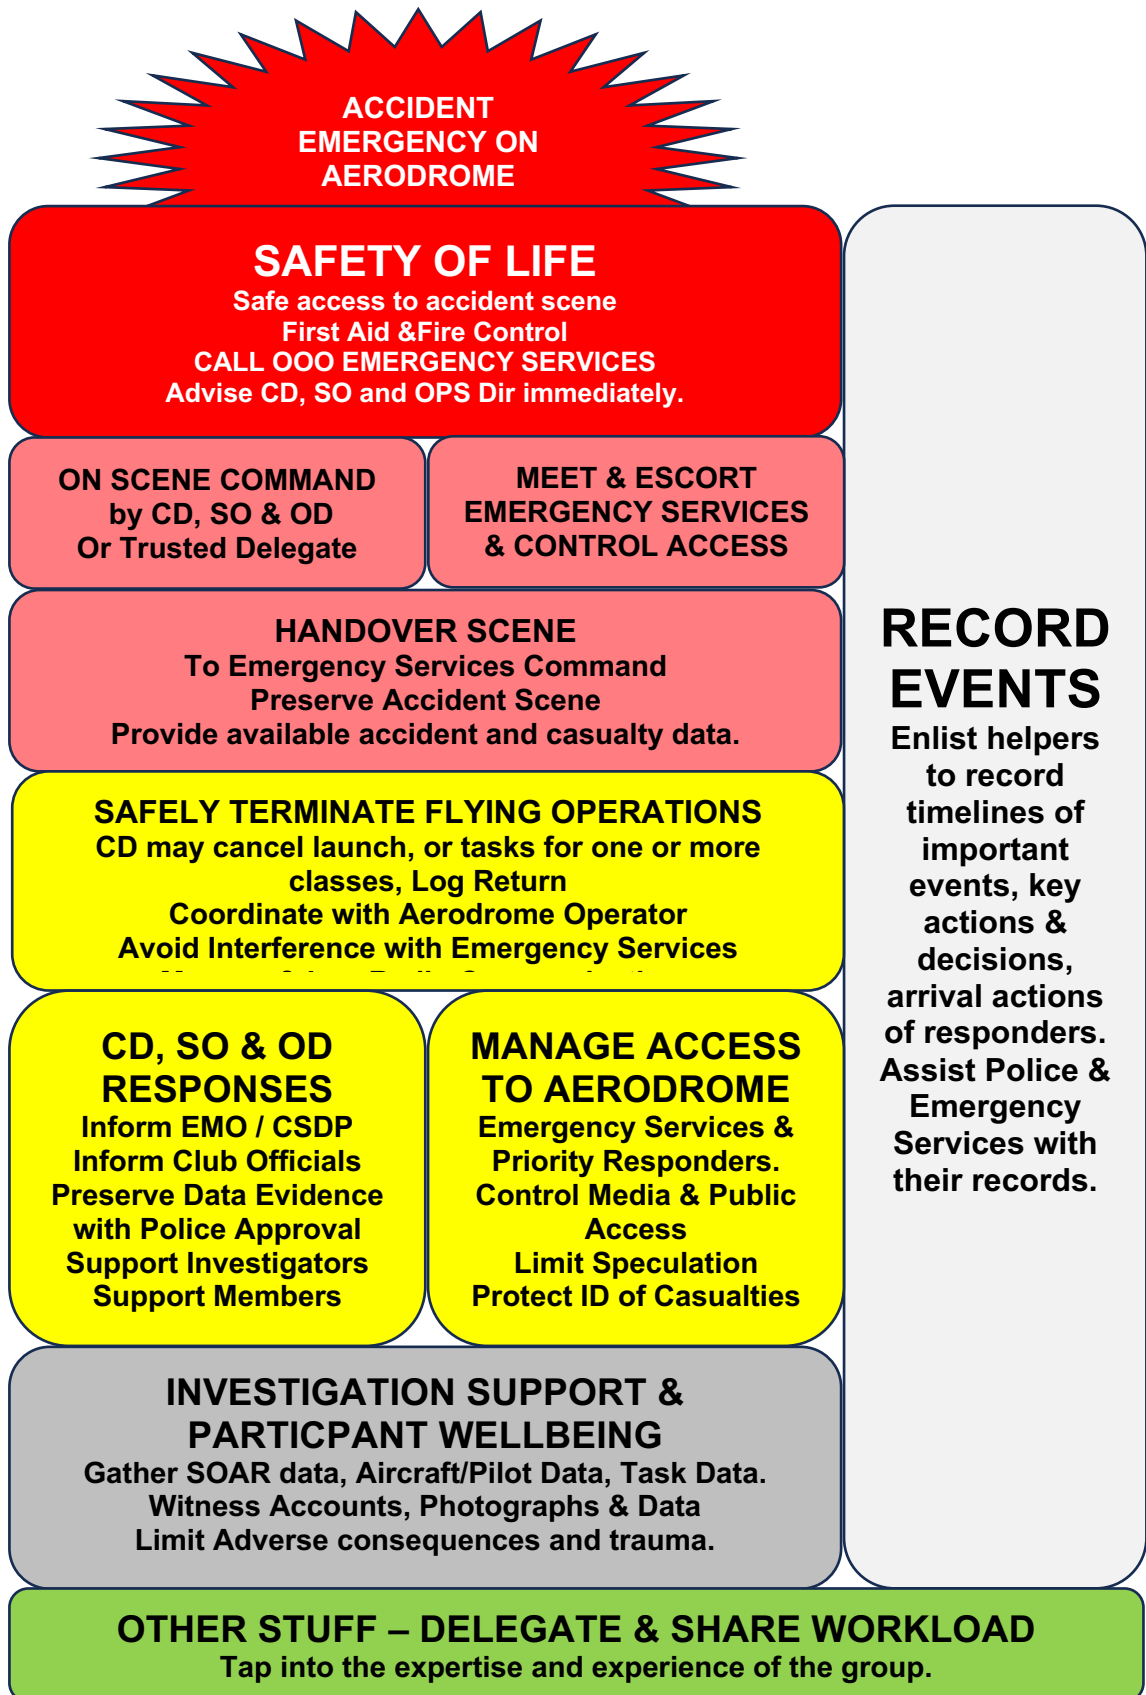 ACCIDENT
EMERGENCY ON
AERODROME
SAFETY OF LIFE
Safe access to accident scene
First Aid &Fire Control
CALL OOO EMERGENCY SERVICES
Advise CD, SO and OPS Dir immediately.
ON SCENE COMMAND
by CD, SO & OD
Or Trusted Delegate
MEET & ESCORT
EMERGENCY SERVICES
& CONTROL ACCESS
HANDOVER SCENE
To Emergency Services Command
Preserve Accident Scene
Provide available accident and casualty data.
SAFELY TERMINATE FLYING OPERATIONS
CD may cancel launch, or tasks for one or more
classes, Log Return
Coordinate with Aerodrome Operator
Avoid Interference with Emergency Services
CD, SO & OD
RESPONSES
Inform EMO / CSDP
Inform Club Officials
Preserve Data Evidence
with Police Approval
Support Investigators
Support Members
MANAGE ACCESS
TO AERODROME
Emergency Services &
Priority Responders.
Control Media & Public
Access
Limit Speculation
Protect ID of Casualties
INVESTIGATION SUPPORT &
PARTICPANT WELLBEING
Gather SOAR data, Aircraft/Pilot Data, Task Data.
Witness Accounts, Photographs & Data
Limit Adverse consequences and trauma.
RECORD
EVENTS
Enlist helpers
to record
timelines of
important
events, key
actions &
decisions,
arrival actions
of responders.
Assist Police &
Emergency
Services with
their records.
OTHER STUFF – DELEGATE & SHARE WORKLOAD
Tap into the expertise and experience of the group.